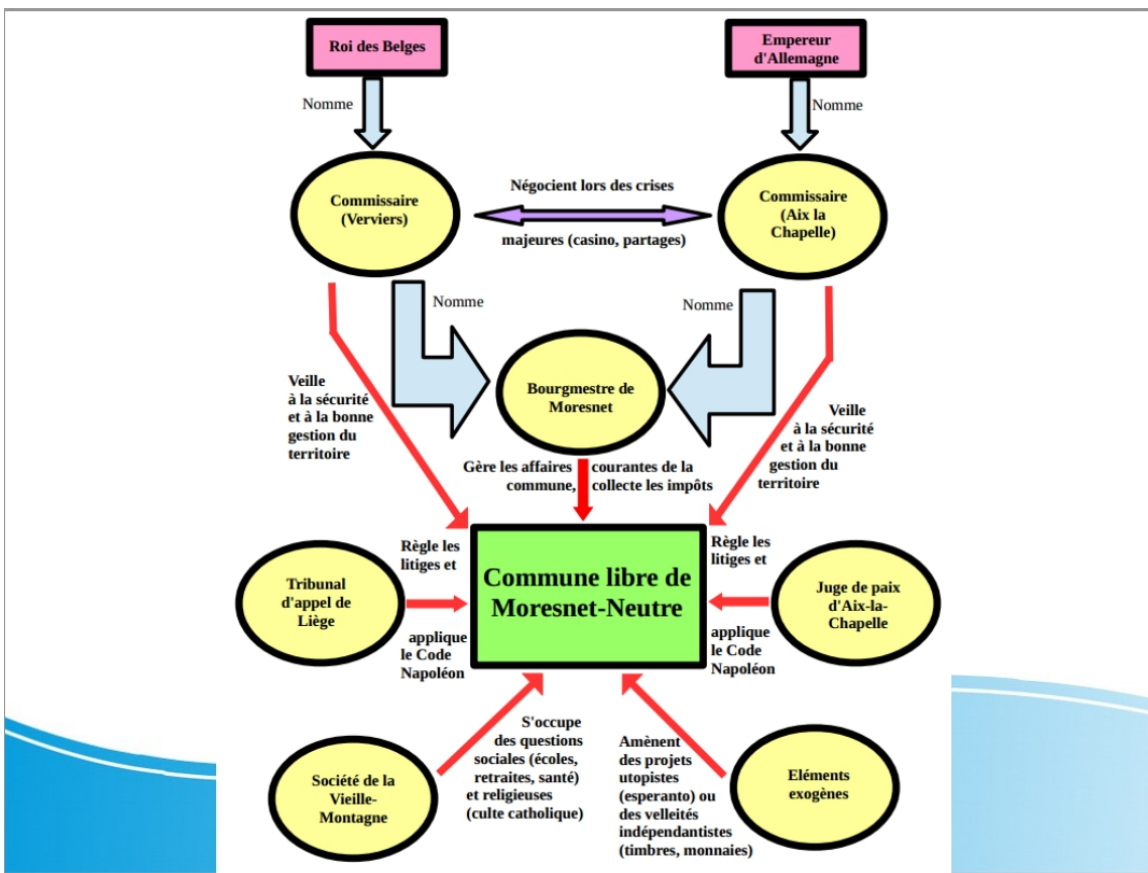 Roi des Belges
Empereur
d'Allemagne
Nomme
Nomme
Commissaire
(Verviers)
Négocient lors des crises
majeures (casino, partages)
Commissaire
(Aix la
Chapelle)
Nomme
Nomme
Bourgmestre de
Moresnet
Veille
à la sécurité
et à la bonne
gestion du
territoire
Veille
à la sécurité
et à la bonne
gestion du
territoire
Gère les affaires courantes de la
commune, collecte les impôts
Règle les
litiges et
applique
le Code
Napoléon
Tribunal
d'appel de
Liège
Commune libre de
Moresnet-Neutre
Règle les
litiges et
applique
le Code
Napoléon
Juge de paix
d'Aix-la-
Chapelle
S'occupe
des questions
sociales (écoles,
retraites, santé)
et religieuses
(culte catholique)
Société de la
Vieille-
Montagne
Amènent
des projets
utopistes
(esperanto) ou
des velleités
indépendantistes
(timbres, monnaies)
Eléments
exogènes